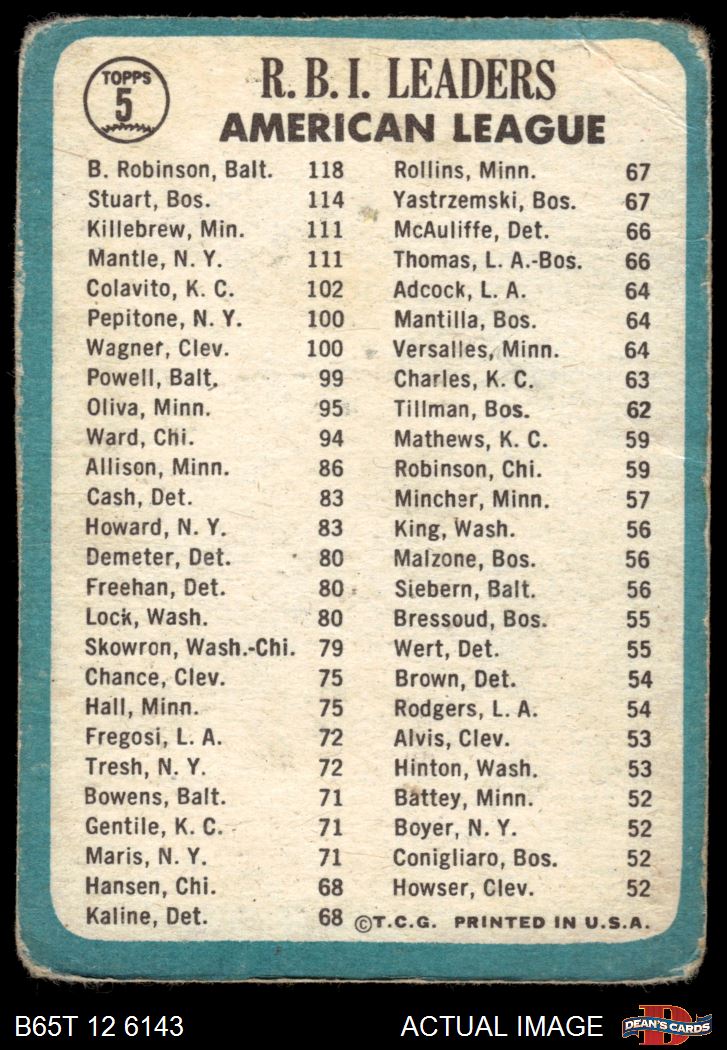 TOPPS
5
R.B.I. LEADERS
AMERICAN LEAGUE
B. Robinson, Balt. 118
Stuart, Bos. 114
Killebrew, Min. 111
Mantle, N. Y. 111
Colavito, K. C. 102
Pepitone, N. Y. 100
Wagner, Clev. 100
Powell, Balt. 99
Oliva, Minn. 95
Ward, Chi. 94
Allison, Minn. 86
Cash, Det. 83
Howard, N. Y. 83
Demeter, Det. 80
Freehan, Det. 80
Lock, Wash. 80
Skowron, Wash.-Chi. 79
Chance, Clev. 75
Hall, Minn. 75
Fregosi, L. A. 72
Tresh, N. Y. 72
Bowens, Balt. 71
Gentile, K. C. 71
Maris, N. Y. 71
Hansen, Chi. 68
Kaline, Det. 68
Rollins, Minn. 67
Yastrzemski, Bos. 67
McAuliffe, Det. 66
Thomas, L. A.-Bos. 66
Adcock, L. A. 64
Mantilla, Bos. 64
Versalles, Minn. 64
Charles, K. C. 63
Tillman, Bos. 62
Mathews, K. C. 59
Robinson, Chi. 59
Mincher, Minn. 57
King, Wash. 56
Malzone, Bos. 56
Siebern, Balt. 56
Bressoud, Bos. 55
Wert, Det. 55
Brown, Det. 54
Rodgers, L. A. 54
Alvis, Clev. 53
Hinton, Wash. 53
Battey, Minn. 52
Boyer, N. Y. 52
Conigliaro, Bos. 52
Howser, Clev. 52
©T.C.G. PRINTED IN U.S.A.
B65T 12 6143
ACTUAL IMAGE
DEAN'S CARDS